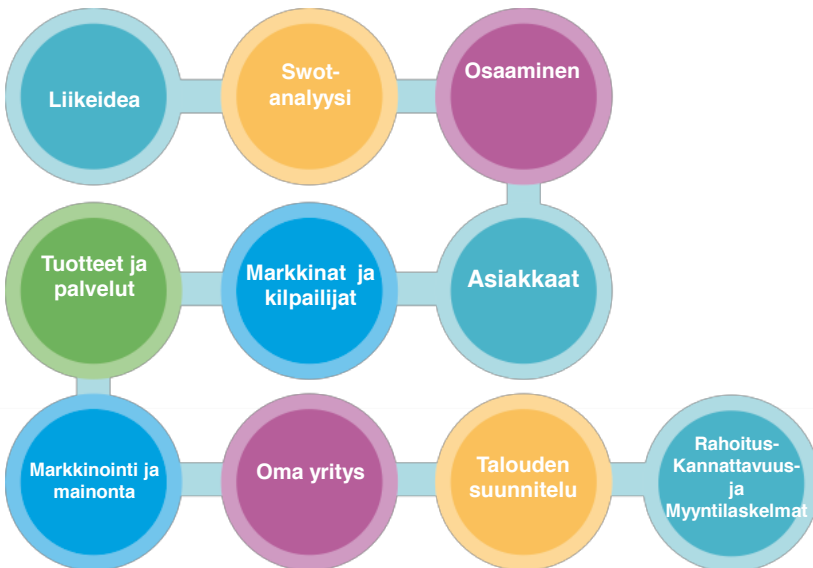 Liikeidea
Swot-
analyysi
Osaaminen
Tuotteet ja
palvelut
Markkinat ja
kilpailijat
Asiakkaat
Markkinointi ja
mainonta
Oma yritys
Talouden
suunnitelu
Rahoitus-
Kannattavuus-
ja
Myyntilaskelmat